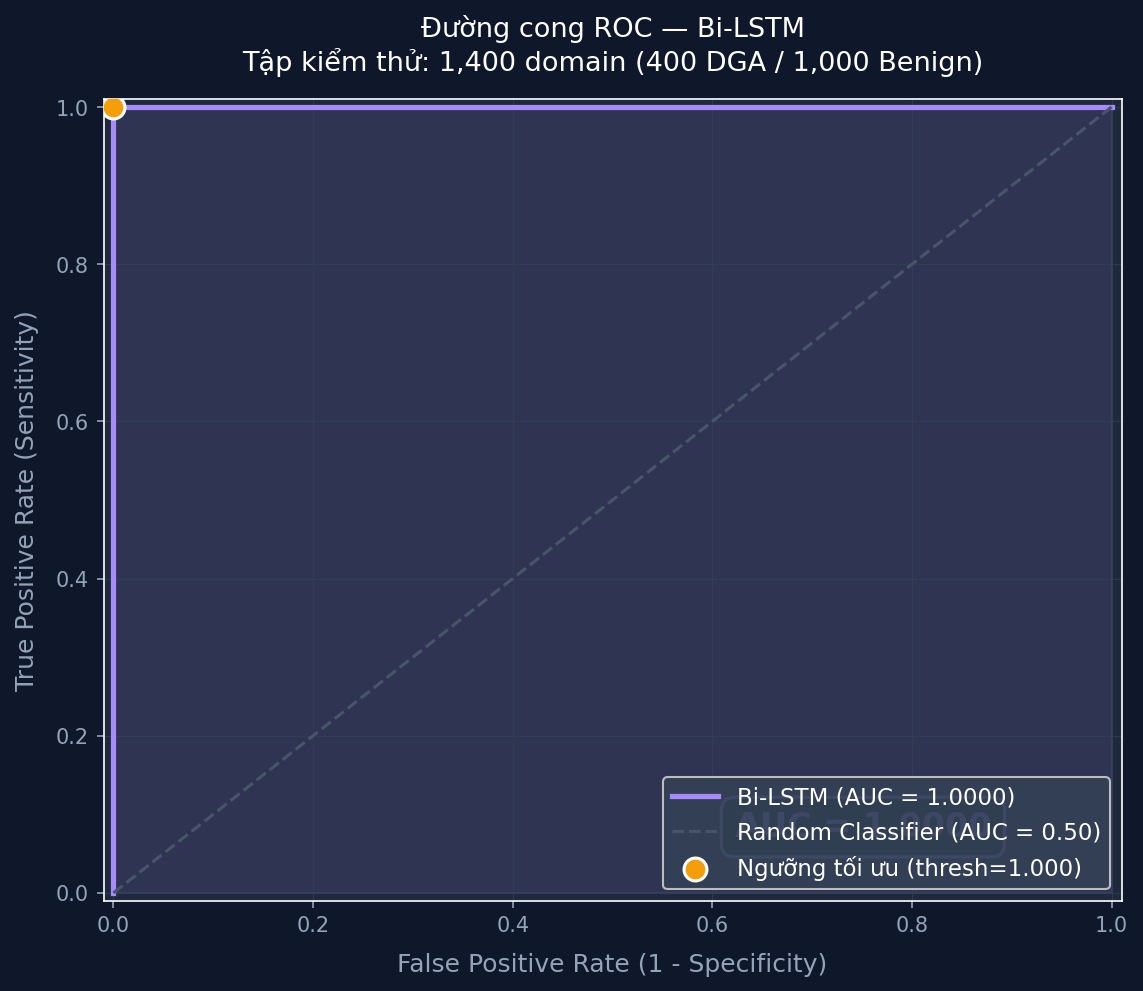 Đường cong ROC — Bi-LSTM
Tập kiểm thử: 1,400 domain (400 DGA / 1,000 Benign)
True Positive Rate (Sensitivity)
1.0
0.8
0.6
0.4
0.2
0.0
AUC = 1.0000
Bi-LSTM (AUC = 1.0000)
Random Classifier (AUC = 0.50)
Ngưỡng tối ưu (thresh=1.000)
0.0 0.2 0.4 0.6 0.8 1.0
False Positive Rate (1 - Specificity)